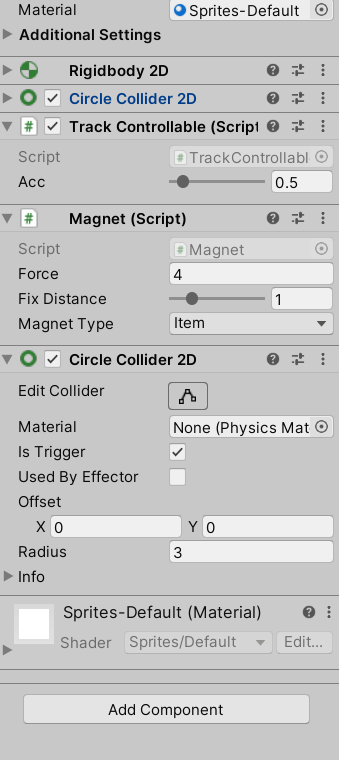 Material Sprites-Default
Additional Settings
Rigidbody 2D
Circle Collider 2D
Track Controllable (Script
Script TrackControllabl
Acc 0.5
Magnet (Script)
Script Magnet
Force 4
Fix Distance 1
Magnet Type Item
Circle Collider 2D
Edit Collider
Material None (Physics Mat
Is Trigger
Used By Effector
Offset
X 0 Y 0
Radius 3
Info
Sprites-Default (Material)
Shader Sprites/Default Edit...
Add Component